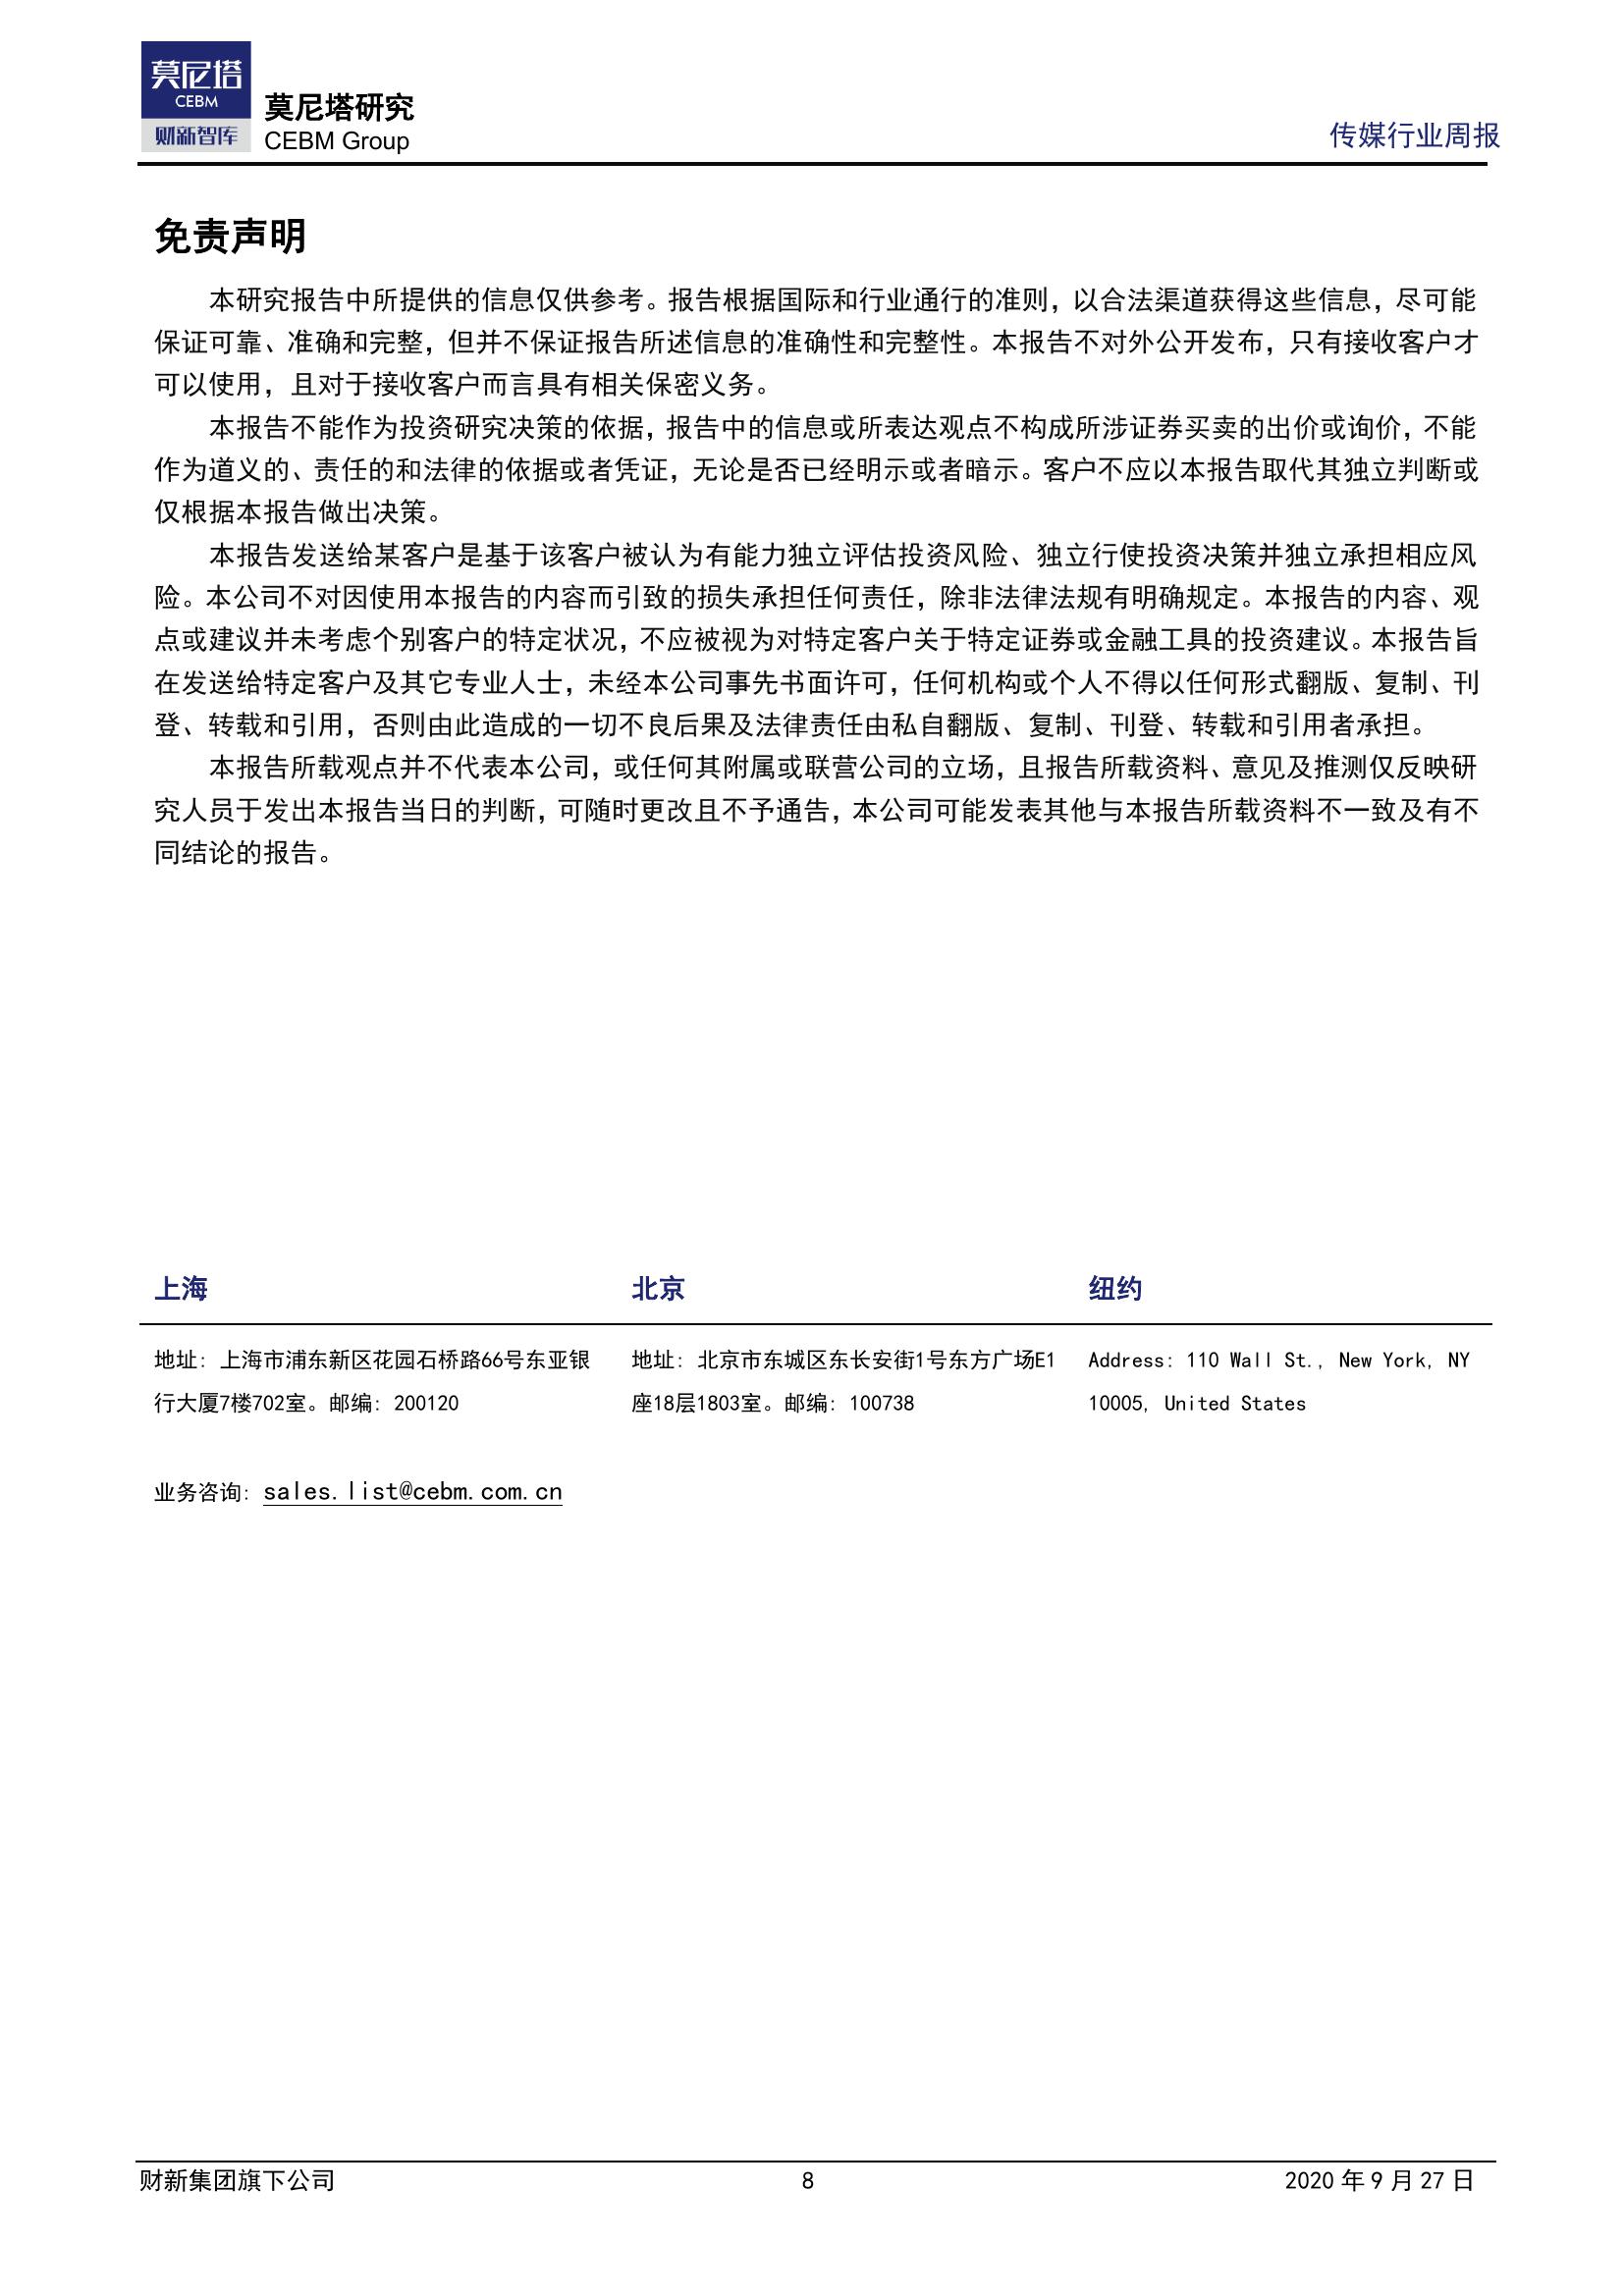 莫尼塔
CEBM
财新智库
莫尼塔研究
CEBM Group
传媒行业周报
免责声明
本研究报告中所提供的信息仅供参考。报告根据国际和行业通行的准则，以合法渠道获得这些信息，尽可能
保证可靠、准确和完整，但并不保证报告所述信息的准确性和完整性。本报告不对外公开发布，只有接收客户才
可以使用，且对于接收客户而言具有相关保密义务。
本报告不能作为投资研究决策的依据，报告中的信息或所表达观点不构成所涉证券买卖的出价或询价，不能
作为道义的、责任的和法律的依据或者凭证，无论是否已经明示或者暗示。客户不应以本报告取代其独立判断或
仅根据本报告做出决策。
本报告发送给某客户是基于该客户被认为有能力独立评估投资风险、独立行使投资决策并独立承担相应风
险。本公司不对因使用本报告的内容而引致的损失承担任何责任，除非法律法规有明确规定。本报告的内容、观
点或建议并未考虑个别客户的特定状况，不应被视为对特定客户关于特定证券或金融工具的投资建议。本报告旨
在发送给特定客户及其它专业人士，未经本公司事先书面许可，任何机构或个人不得以任何形式翻版、复制、刊
登、转载和引用，否则由此造成的一切不良后果及法律责任由私自翻版、复制、刊登、转载和引用者承担。
本报告所载观点并不代表本公司，或任何其附属或联营公司的立场，且报告所载资料、意见及推测仅反映研
究人员于发出本报告当日的判断，可随时更改且不予通告，本公司可能发表其他与本报告所载资料不一致及有不
同结论的报告。
上海
地址：上海市浦东新区花园石桥路66号东亚银
行大厦7楼702室。邮编：200120
北京
地址：北京市东城区东长安街1号东方广场E1
座18层1803室。邮编：100738
纽约
Address: 110 Wall St., New York, NY
10005, United States
业务咨询：sales.list@cebm.com.cn
财新集团旗下公司
8
2020 年 9 月 27 日